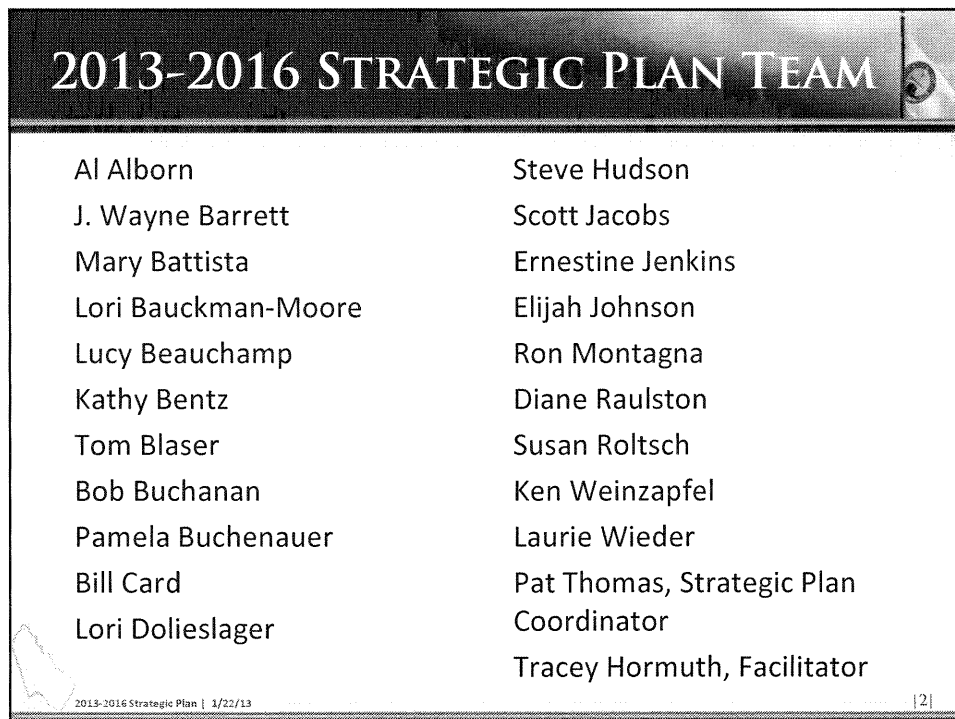 2013-2016 STRATEGIC PLAN TEAM
Al Alborn
J. Wayne Barrett
Mary Battista
Lori Bauckman-Moore
Lucy Beauchamp
Kathy Bentz
Tom Blaser
Bob Buchanan
Pamela Buchenauer
Bill Card
Lori Dolieslager
Steve Hudson
Scott Jacobs
Ernestine Jenkins
Elijah Johnson
Ron Montagna
Diane Raulston
Susan Roltsch
Ken Weinzapfel
Laurie Wieder
Pat Thomas, Strategic Plan
Coordinator
Tracey Hormuth, Facilitator
2013-2016 Strategic Plan | 1/22/13
|2|